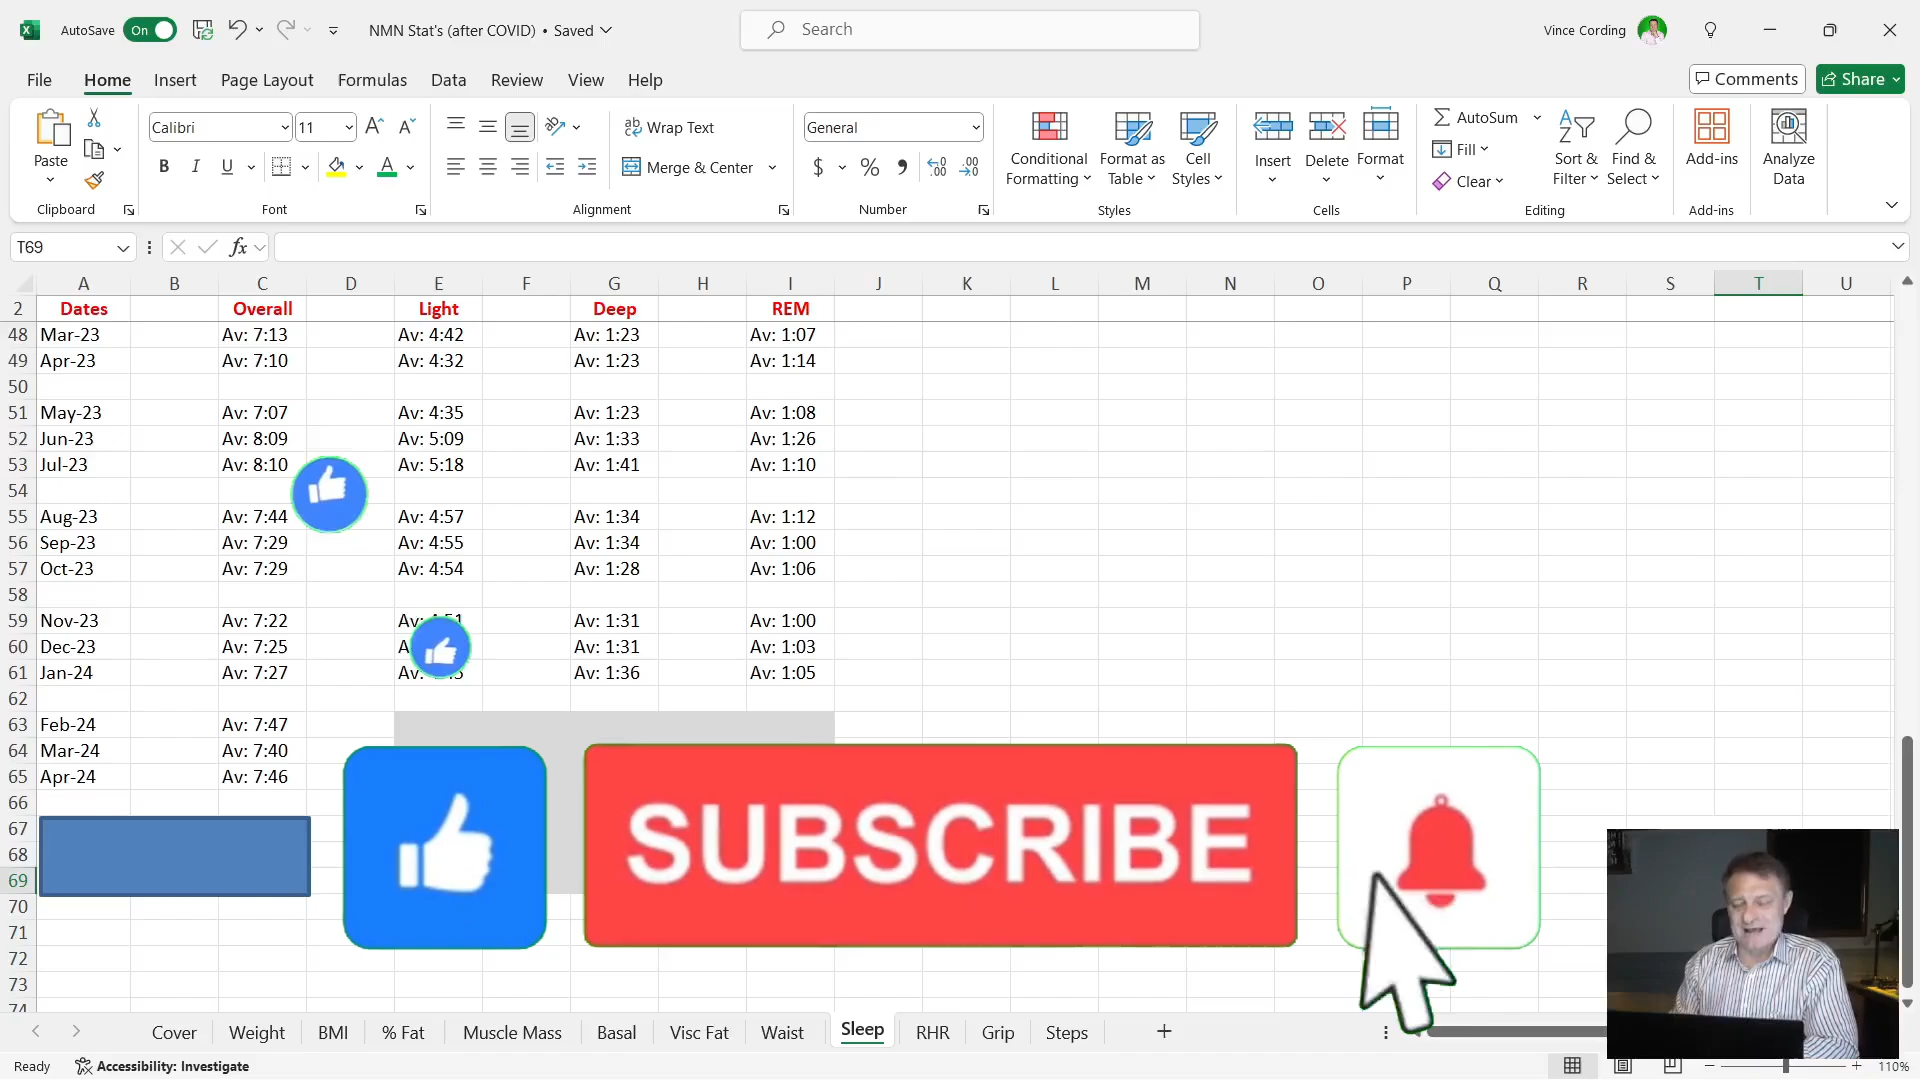 AutoSave On NMN Stat's (after COVID) • Saved Search Vince Cording
File Home Insert Page Layout Formulas Data Review View Help Comments Share
Paste Calibri 11 Wrap Text General Conditional Formatting Format as Table Cell Styles Insert Delete Format AutoSum Sort & Filter Find & Select Add-ins Analyze Data
B I U Merge & Center $ % Fill
Clear
Clipboard Font Alignment Number Styles Cells Editing Add-ins
T69 fx
A B C D E F G H I J K L M N O P Q R S T U
2 Dates Overall Light Deep REM
48 Mar-23 Av: 7:13 Av: 4:42 Av: 1:23 Av: 1:07
49 Apr-23 Av: 7:10 Av: 4:32 Av: 1:23 Av: 1:14
50
51 May-23 Av: 7:07 Av: 4:35 Av: 1:23 Av: 1:08
52 Jun-23 Av: 8:09 Av: 5:09 Av: 1:33 Av: 1:26
53 Jul-23 Av: 8:10 Av: 5:18 Av: 1:41 Av: 1:10
54
55 Aug-23 Av: 7:44 Av: 4:57 Av: 1:34 Av: 1:12
56 Sep-23 Av: 7:29 Av: 4:55 Av: 1:34 Av: 1:00
57 Oct-23 Av: 7:29 Av: 4:54 Av: 1:28 Av: 1:06
58
59 Nov-23 Av: 7:22 Av: Av: 1:31 Av: 1:00
60 Dec-23 Av: 7:25 Av: 1:31 Av: 1:03
61 Jan-24 Av: 7:27 Av: Av: 1:36 Av: 1:05
62
63 Feb-24 Av: 7:47
64 Mar-24 Av: 7:40
65 Apr-24 Av: 7:46
66
67
68
69
70
71
72
73
74
SUBSCRIBE
Cover Weight BMI % Fat Muscle Mass Basal Visc Fat Waist Sleep RHR Grip Steps
Ready Accessibility: Investigate 110%